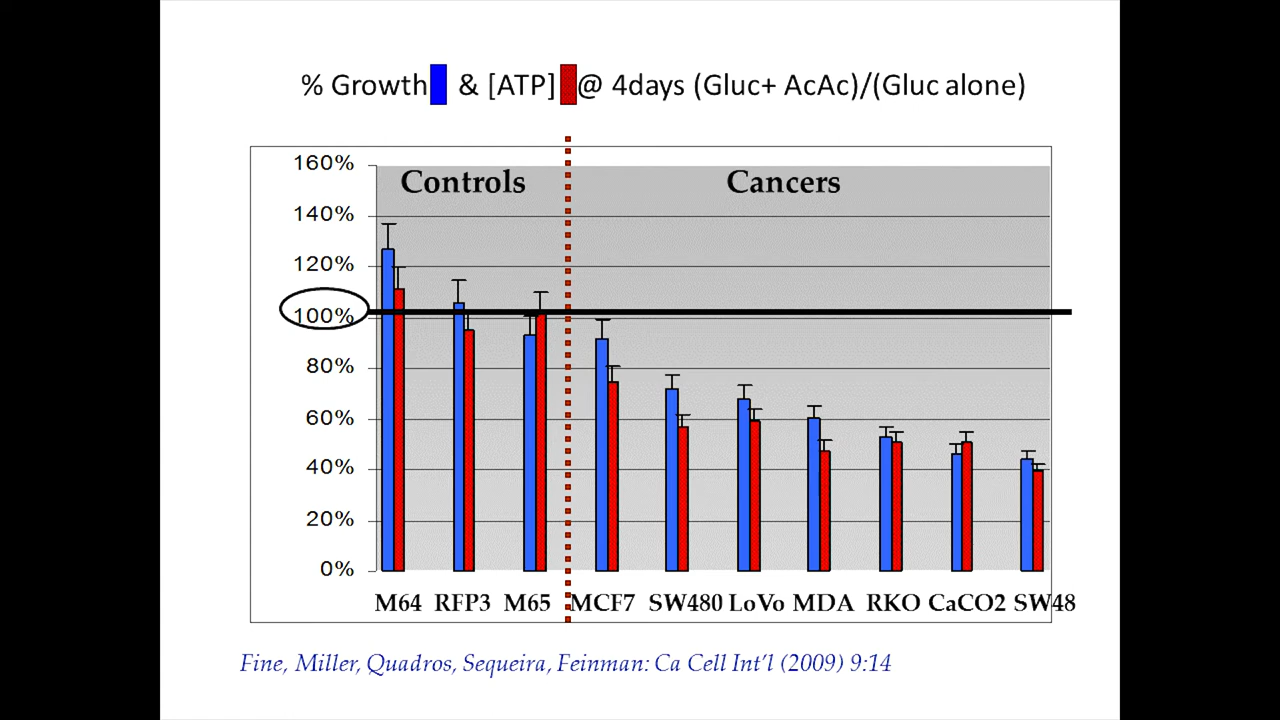 % Growth & [ATP] @ 4days (Gluc+ AcAc)/(Gluc alone)
Controls
Cancers
160%
140%
120%
100%
80%
60%
40%
20%
0%
M64 RFP3 M65 MCF7 SW480 LoVo MDA RKO CaCO2 SW48
Fine, Miller, Quadros, Sequeira, Feinman: Ca Cell Int'l (2009) 9:14